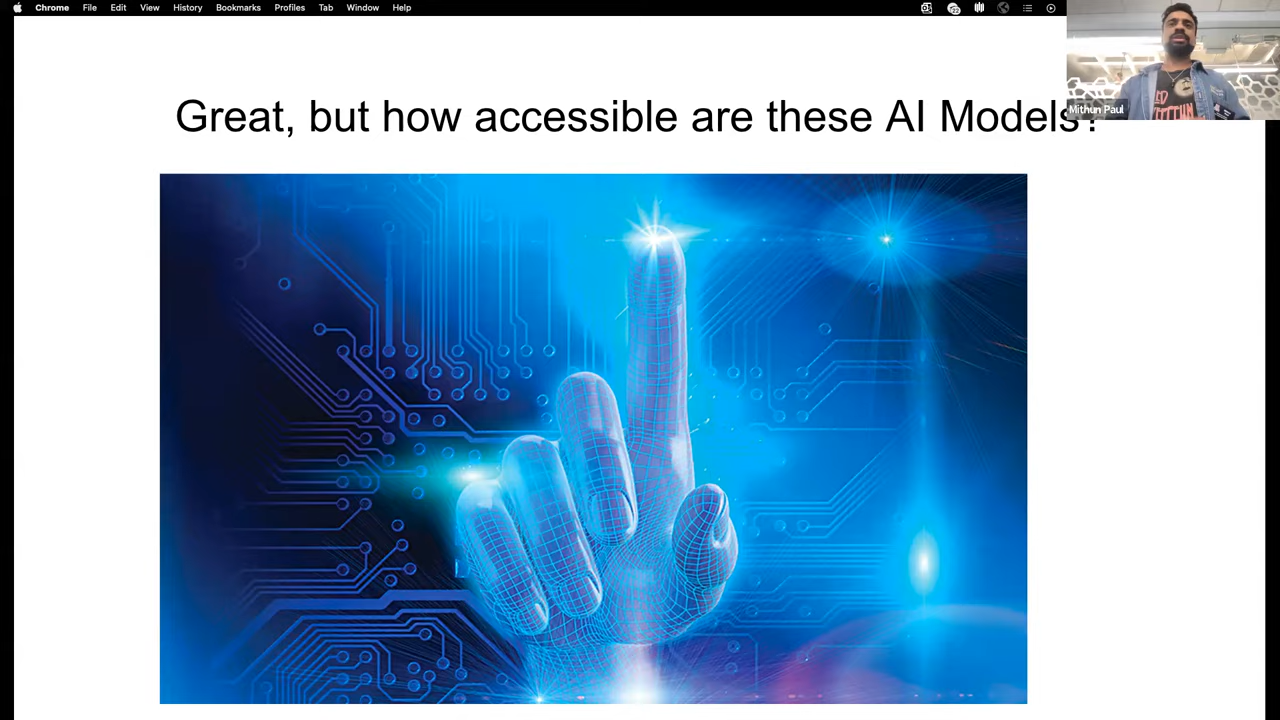 Chrome File Edit View History Bookmarks Profiles Tab Window Help
Great, but how accessible are these AI Models?
Mithun Paul